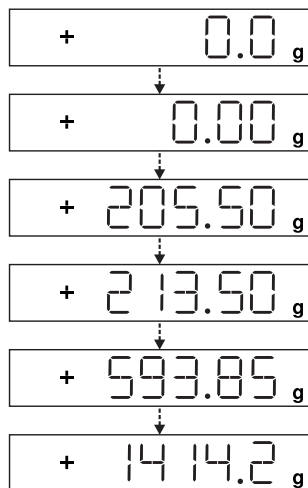 + 0.0 g
+ 0.00 g
+ 205.50 g
+ 213.50 g
+ 593.85 g
+ 1414.2 g